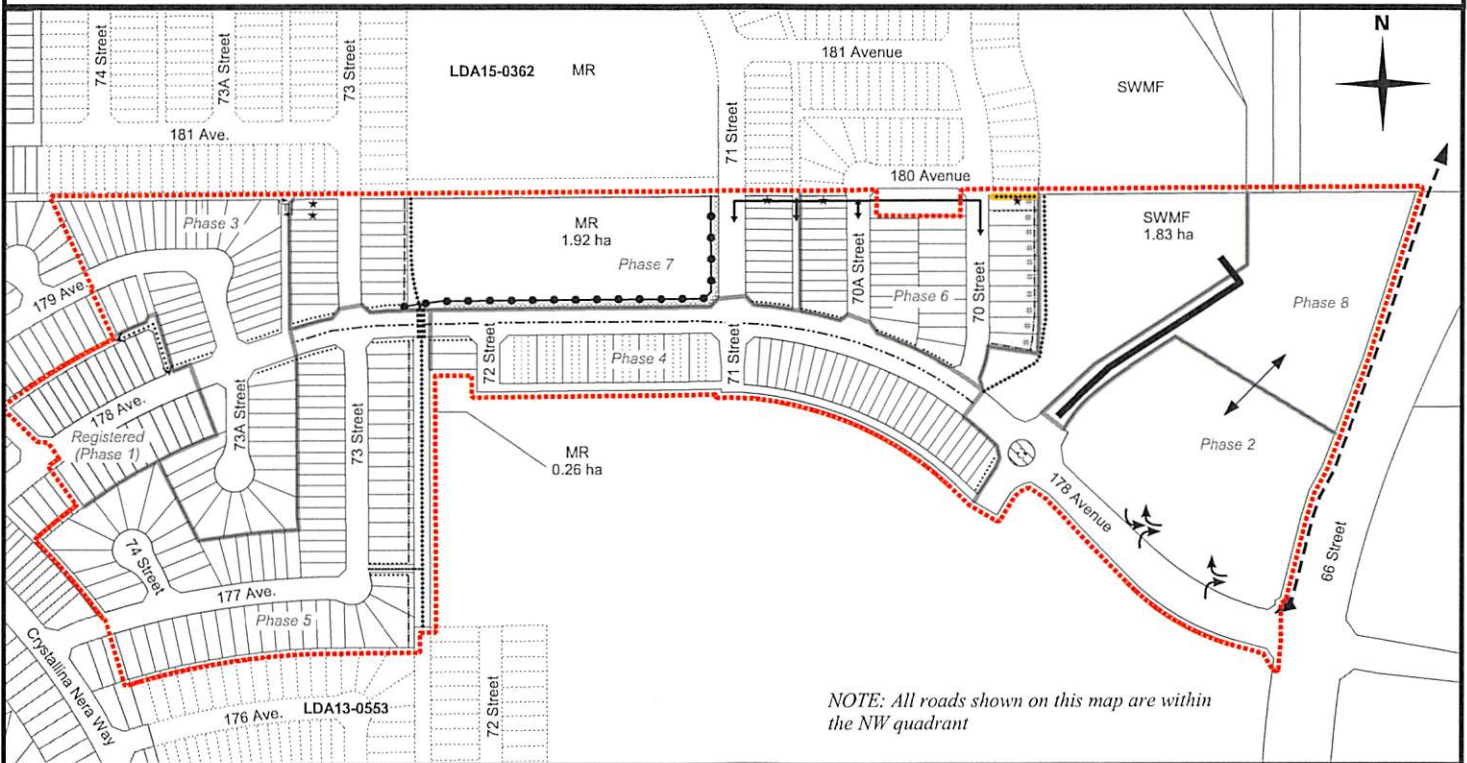 N
74 Street
73A Street
73 Street
LDA15-0362
MR
181 Avenue
SWMF
181 Ave.
71 Street
180 Avenue
Phase 3
MR
1.92 ha
Phase 7
SWMF
1.83 ha
179 Ave.
70A Street
Phase 6
70 Street
Phase 8
72 Street
Phase 4
71 Street
178 Ave.
Registered
(Phase 1)
73A Street
73 Street
MR
0.26 ha
Phase 2
178 Avenue
66 Street
74 Street
177 Ave.
Phase 5
Crystallina Nera Way
176 Ave.
LDA13-0553
72 Street
NOTE: All roads shown on this map are within
the NW quadrant